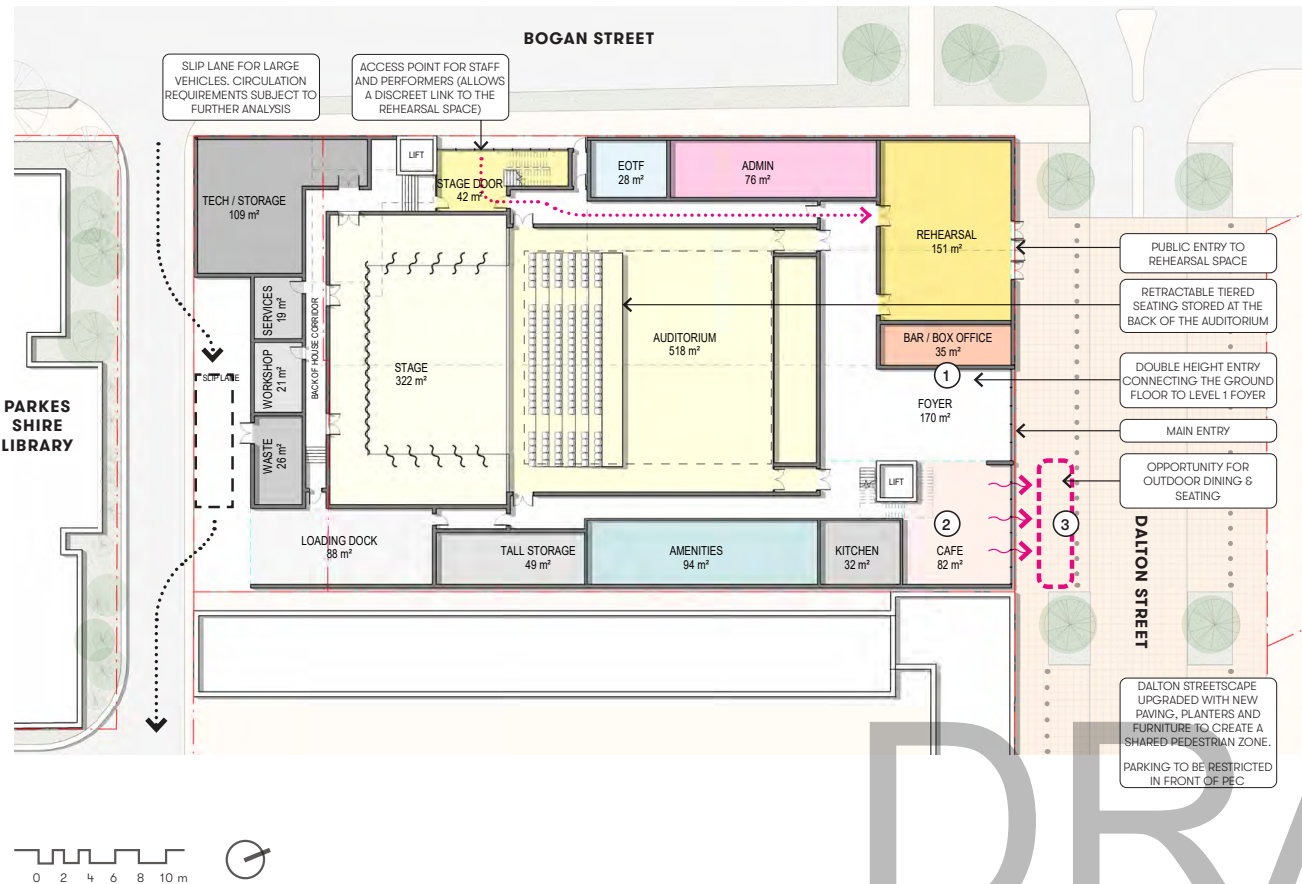 BOGAN STREET
SLIP LANE FOR LARGE
VEHICLES. CIRCULATION
REQUIREMENTS SUBJECT TO
FURTHER ANALYSIS
ACCESS POINT FOR STAFF
AND PERFORMERS (ALLOWS
A DISCREET LINK TO THE
REHEARSAL SPACE)
LIFT
TECH / STORAGE
109 m²
STAGE DOOR
42 m²
EOTF
28 m²
ADMIN
76 m²
REHEARSAL
151 m²
PUBLIC ENTRY TO
REHEARSAL SPACE
RETRACTABLE TIERED
SEATING STORED AT THE
BACK OF THE AUDITORIUM
SERVICES
19 m²
BACK OF HOUSE CORRIDOR
STAGE
322 m²
AUDITORIUM
518 m²
BAR / BOX OFFICE
35 m²
1
DOUBLE HEIGHT ENTRY
CONNECTING THE GROUND
FLOOR TO LEVEL 1 FOYER
FOYER
170 m²
MAIN ENTRY
WORKSHOP
21 m²
SLIP LANE
PARKES
SHIRE
LIBRARY
WASTE
26 m²
LIFT
OPPORTUNITY FOR
OUTDOOR DINING &
SEATING
2
3
CAFE
82 m²
DALTON STREET
LOADING DOCK
88 m²
TALL STORAGE
49 m²
AMENITIES
94 m²
KITCHEN
32 m²
DALTON STREETSCAPE
UPGRADED WITH NEW
PAVING, PLANTERS AND
FURNITURE TO CREATE A
SHARED PEDESTRIAN ZONE.
PARKING TO BE RESTRICTED
IN FRONT OF PEC
0 2 4 6 8 10 m
DRA